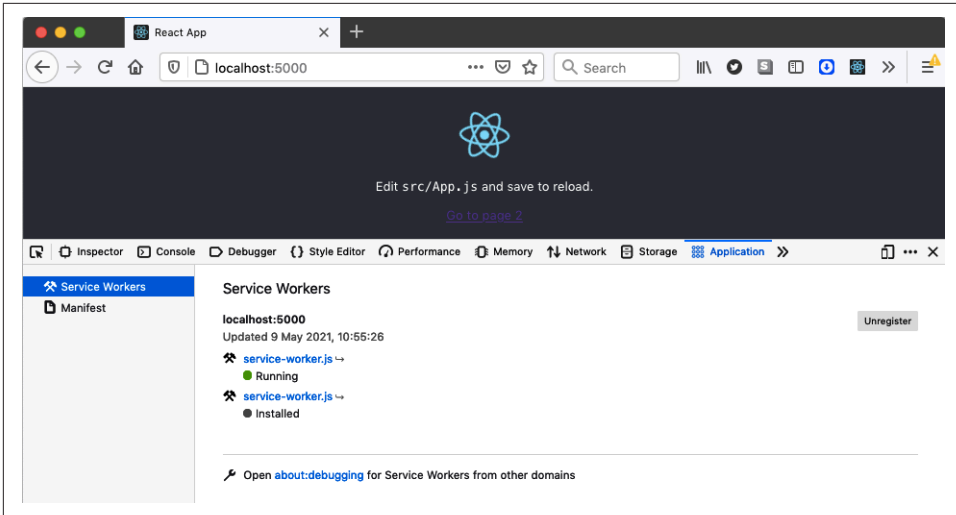 React App
localhost:5000
Search
S
Edit src/App.js and save to reload.
Go to page 2
Inspector Console Debugger {} Style Editor Performance Memory Network Storage Application
Service Workers
Manifest
Service Workers
localhost:5000
Unregister
Updated 9 May 2021, 10:55:26
service-worker.js
Running
service-worker.js
Installed
Open about:debugging for Service Workers from other domains